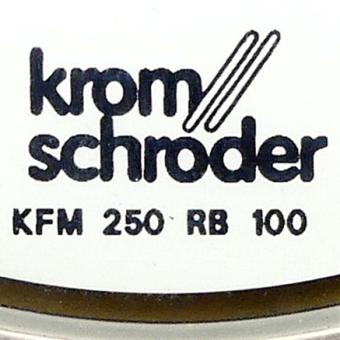 krom//
schroder
KFM 250 RB 100